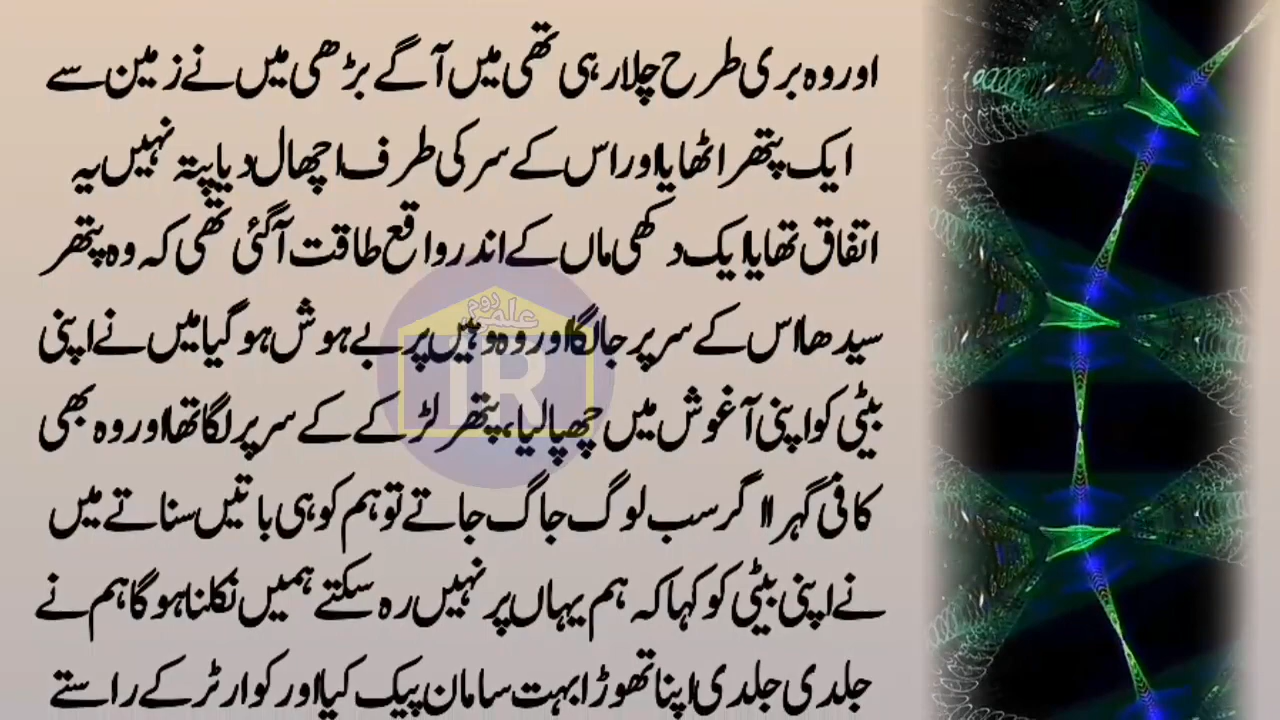 اور وہ بری طرح چلا رہی تھی میں آگے بڑھی میں نے زمین سے
ایک پتھر اٹھایا اور اس کے سر کی طرف اچھال دیا پتہ نہیں یہ
اتفاق تھا یا ایک دکھی ماں کے اندر واقع طاقت آگئی تھی کہ وہ پتھر
سیدھا اس کے سر پر جا لگا اور وہ وہیں پر بے ہوش ہو گیا میں نے اپنی
بیٹی کو اپنی آغوش میں چھپا لیا، پتھر لڑکے کے سر پر لگا تھا اور وہ بھی
کافی گہرا اا گر سب لوگ جاگ جاتے تو ہم کو ہی باتیں سناتے میں
نے اپنی بیٹی کو کہا کہ ہم یہاں پر نہیں رہ سکتے ہمیں نکلنا ہو گا ہم نے
جلدی جلدی اپنا تھوڑا بہت سامان پیک کیا اور کوارٹر کے راستے
علمی روم
IR